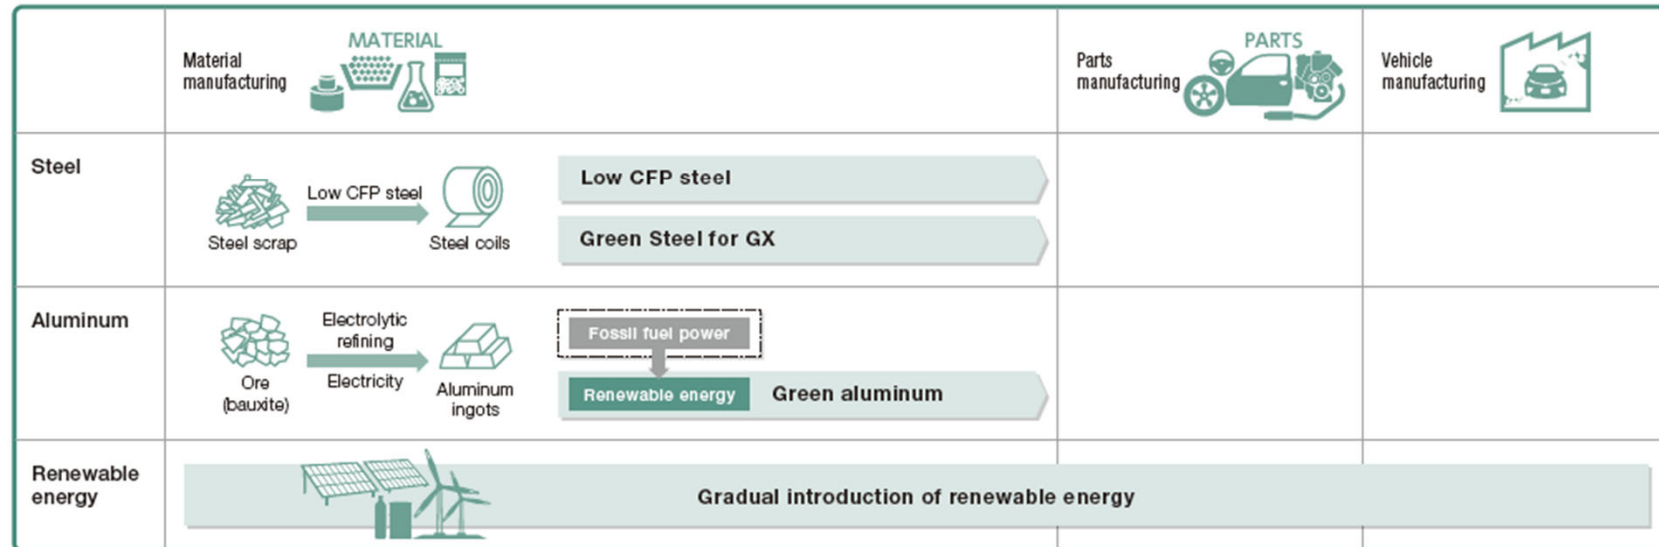 Material
manufacturing
MATERIAL
Parts
manufacturing
PARTS
Vehicle
manufacturing
Steel
Steel scrap
Low CFP steel
Steel coils
Low CFP steel
Green Steel for GX
Aluminum
Ore
(bauxite)
Electrolytic
refining
Electricity
Aluminum
ingots
Fossil fuel power
Renewable energy
Green aluminum
Renewable
energy
Gradual introduction of renewable energy